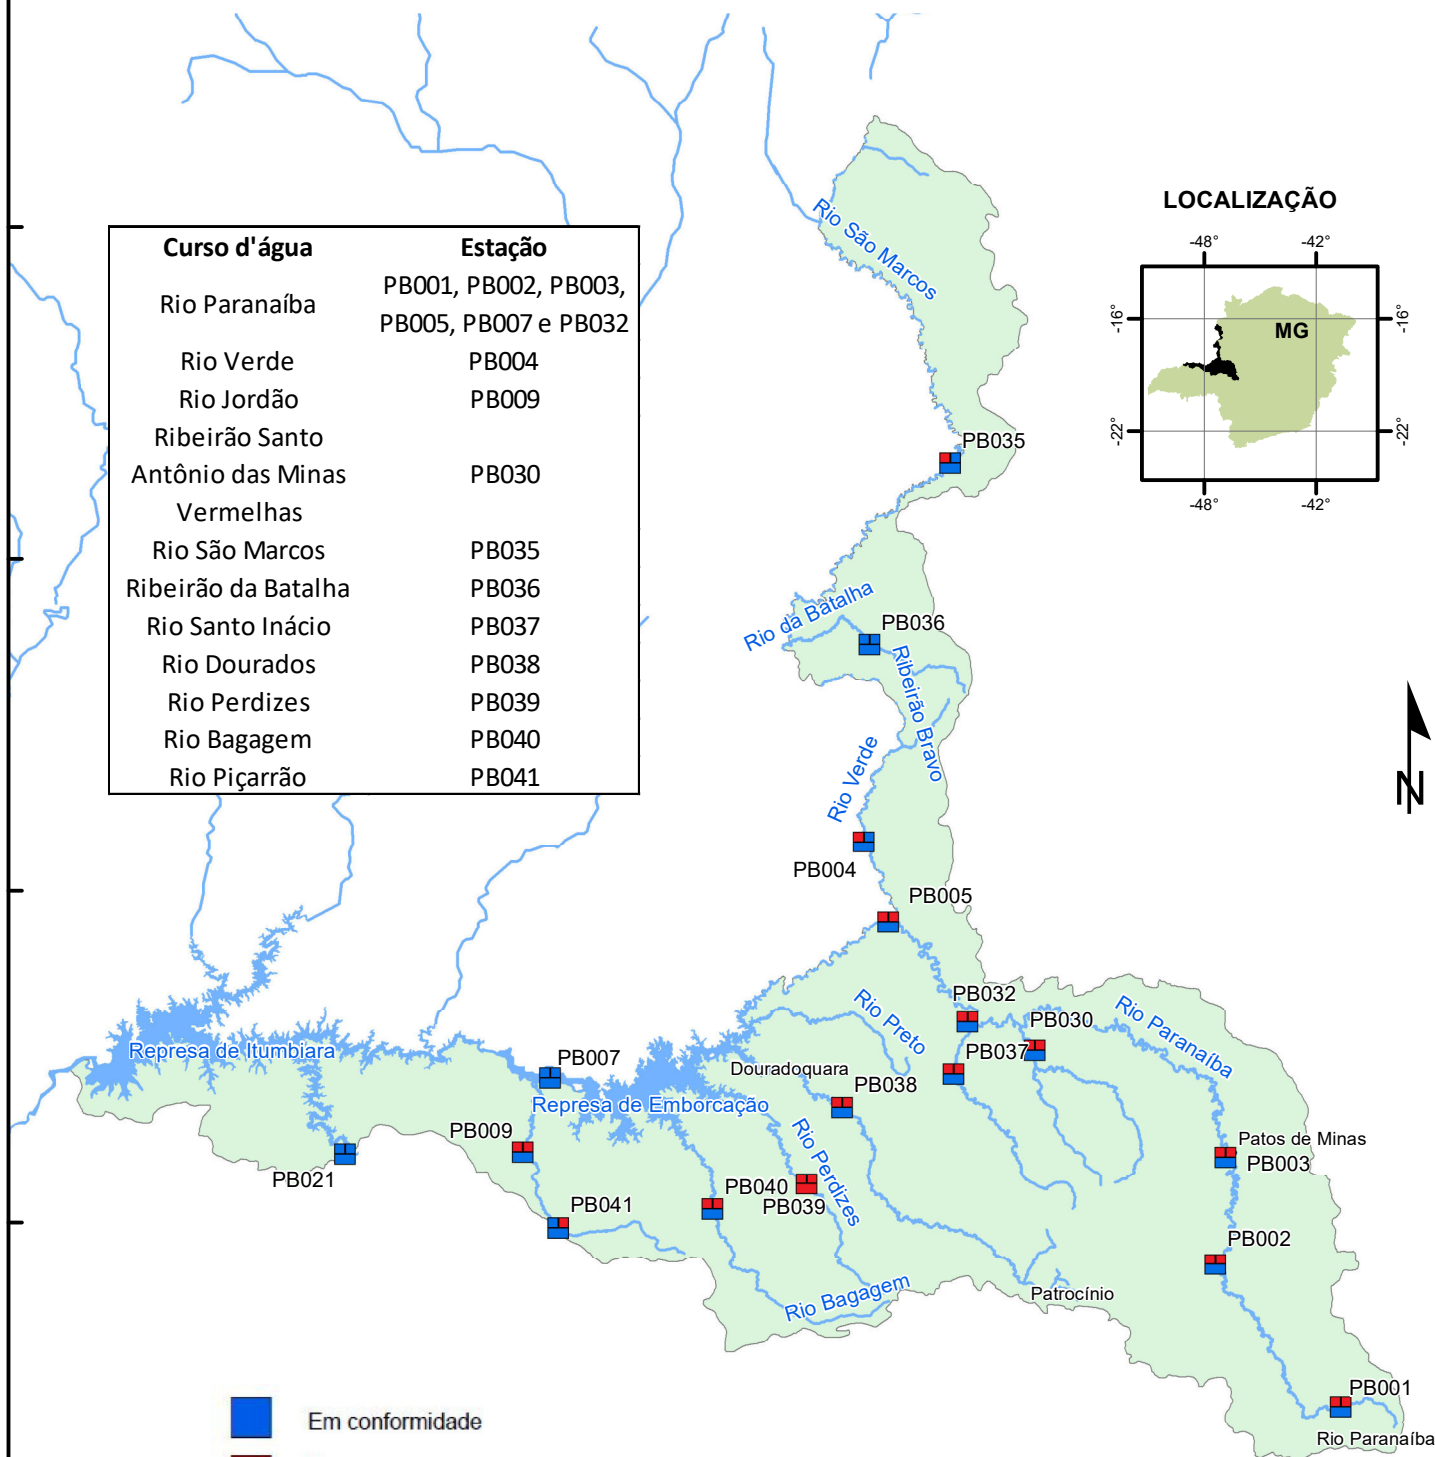 LOCALIZAÇÃO
-48°
-42°
-16°
-16°
MG
-22°
-22°
-48°
-42°
Curso d'água Estação
Rio Paranaíba PB001, PB002, PB003,
PB005, PB007 e PB032
Rio Verde PB004
Rio Jordão PB009
Ribeirão Santo
Antônio das Minas PB030
Vermelhas
Rio São Marcos PB035
Ribeirão da Batalha PB036
Rio Santo Inácio PB037
Rio Dourados PB038
Rio Perdizes PB039
Rio Bagagem PB040
Rio Piçarrão PB041
Rio São Marcos
PB035
Rio da Batalha
PB036
Ribeirão Bravo
Rio Verde
PB004
PB005
N
Rio Preto
PB032
PB030
Rio Paranaíba
Represa de Itumbiara
PB007
Douradoquara
PB037
PB038
Represa de Emborcação
PB009
Rio Perdizes
Patos de Minas
PB003
PB021
PB040
PB039
PB041
PB002
Rio Bagagem
Patrocínio
PB001
Rio Paranaíba
Em conformidade